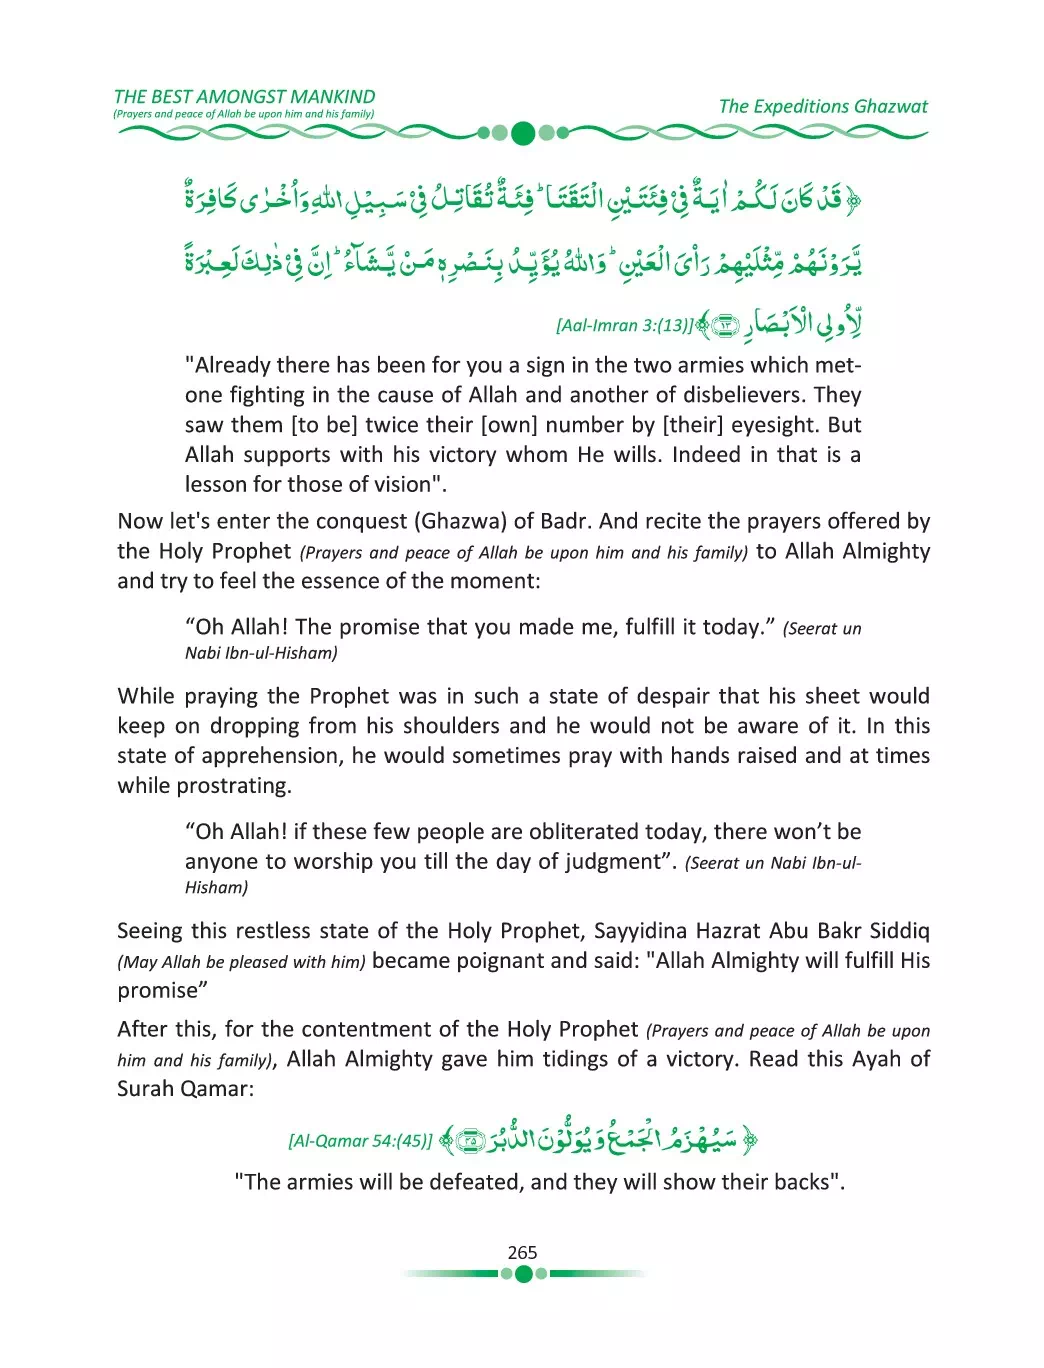 THE BEST AMONGST MANKIND
(Prayers and peace of Allah be upon him and his family)
The Expeditions Ghazwat
﴿ قَدْ كَانَ لَكُمْ اٰيَةٌ فِىْ فِئَتَيْنِ الْتَقَتَا ؕ فِئَةٌ تُقَاتِلُ فِىْ سَبِيْلِ اللّٰهِ وَاُخْرٰى كَافِرَةٌ
يَّرَوْنَهُمْ مِّثْلَيْهِمْ رَاْىَ الْعَيْنِ ؕ وَاللّٰهُ يُؤَيِّدُ بِنَصْرِهٖ مَنْ يَّشَآءُ ؕ اِنَّ فِىْ ذٰلِكَ لَعِبْرَةً
لِّاُولِى الْاَبْصَارِ ۝۱۳ ﴾ [Aal-Imran 3:(13)]
"Already there has been for you a sign in the two armies which met-
one fighting in the cause of Allah and another of disbelievers. They
saw them [to be] twice their [own] number by [their] eyesight. But
Allah supports with his victory whom He wills. Indeed in that is a
lesson for those of vision".
Now let's enter the conquest (Ghazwa) of Badr. And recite the prayers offered by
the Holy Prophet (Prayers and peace of Allah be upon him and his family) to Allah Almighty
and try to feel the essence of the moment:
“Oh Allah! The promise that you made me, fulfill it today.” (Seerat un
Nabi Ibn-ul-Hisham)
While praying the Prophet was in such a state of despair that his sheet would
keep on dropping from his shoulders and he would not be aware of it. In this
state of apprehension, he would sometimes pray with hands raised and at times
while prostrating.
“Oh Allah! if these few people are obliterated today, there won’t be
anyone to worship you till the day of judgment”. (Seerat un Nabi Ibn-ul-
Hisham)
Seeing this restless state of the Holy Prophet, Sayyidina Hazrat Abu Bakr Siddiq
(May Allah be pleased with him) became poignant and said: "Allah Almighty will fulfill His
promise”
After this, for the contentment of the Holy Prophet (Prayers and peace of Allah be upon
him and his family), Allah Almighty gave him tidings of a victory. Read this Ayah of
Surah Qamar:
﴿ سَيُهْزَمُ الْجَمْعُ وَيُوَلُّوْنَ الدُّبُرَ ۝۴۵ ﴾ [Al-Qamar 54:(45)]
"The armies will be defeated, and they will show their backs".
265